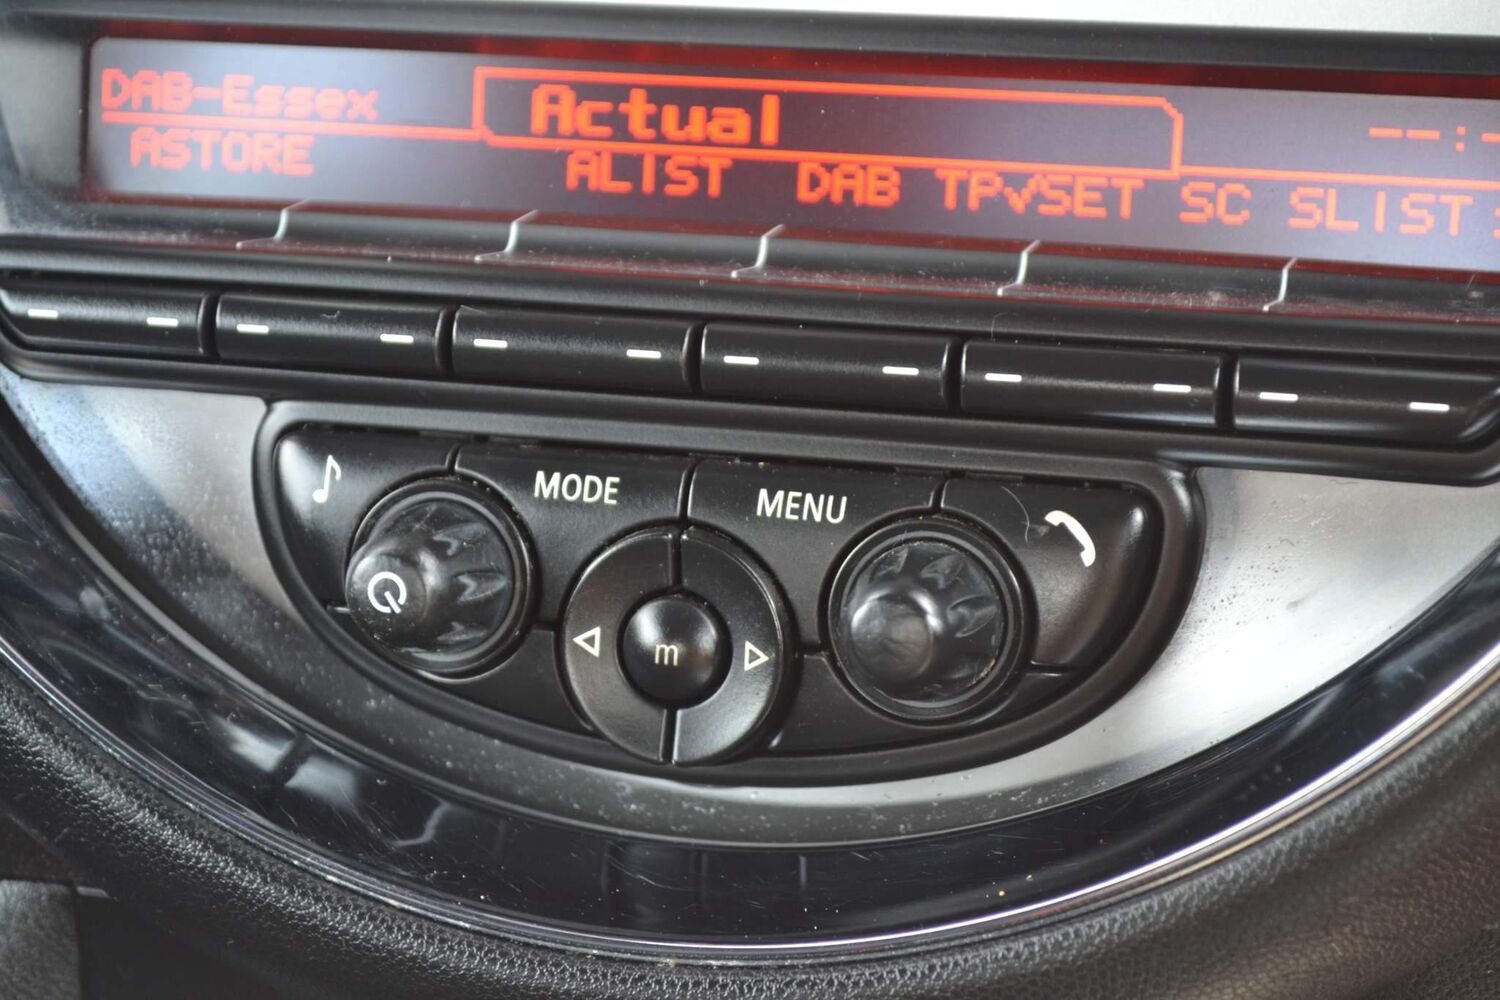 DAB-Essex Actual --:-
ASTORE ALIST DAB TP√SET SC SLIST
MODE MENU
m